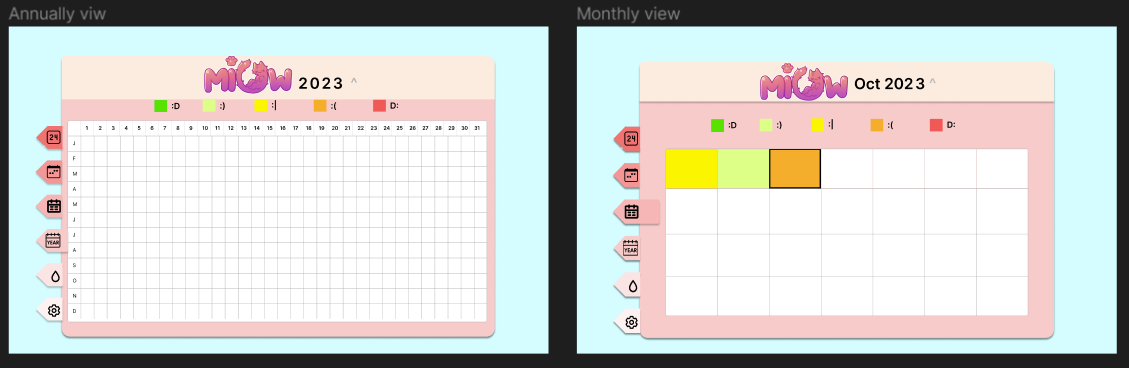 Annually viw
MiOW 2023 ^
:D :) :| :( D:
1 2 3 4 5 6 7 8 9 10 11 12 13 14 15 16 17 18 19 20 21 22 23 24 25 26 27 28 29 30 31
24
J
F
M
A
M
J
J
YEAR
A
S
O
N
D
Monthly view
MiOW Oct 2023 ^
:D :) :| :( D:
24
YEAR